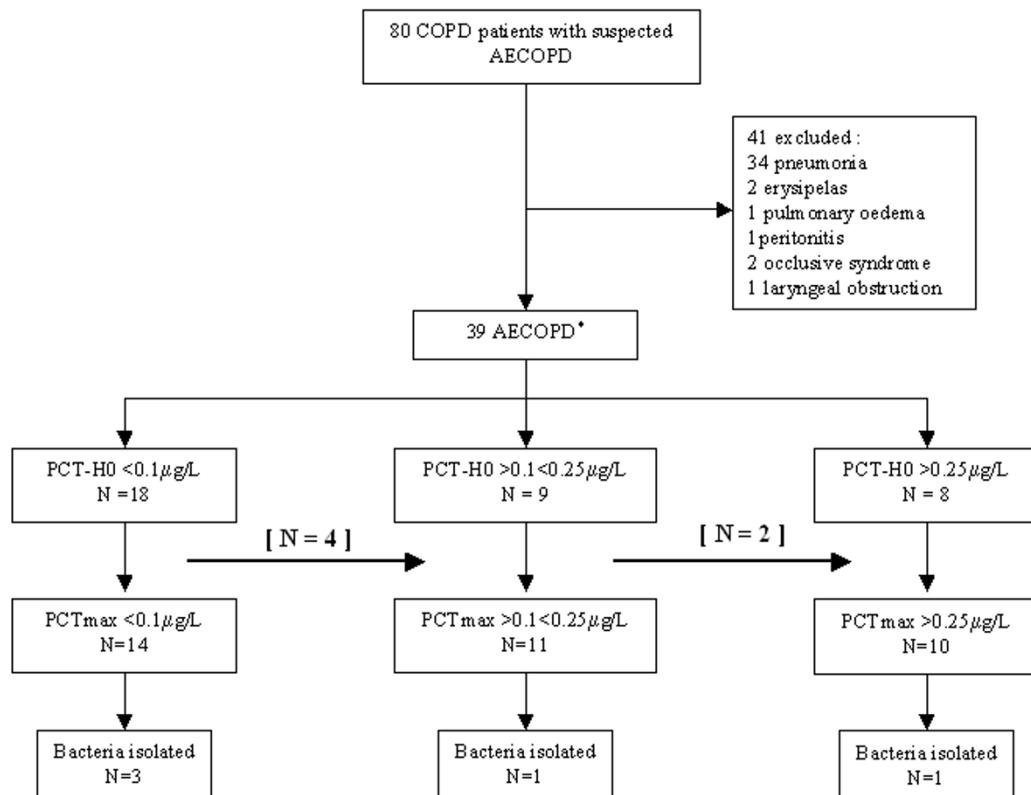 80 COPD patients with suspected
AECOPD
41 excluded :
34 pneumonia
2 erysipelas
1 pulmonary oedema
1peritonitis
2 occlusive syndrome
1 laryngeal obstruction
39 AECOPD♦
PCT-H0 <0.1µg/L
N =18
PCT-H0 >0.1<0.25µg/L
N = 9
PCT-H0 >0.25µg/L
N = 8
[ N = 4 ]
[ N = 2 ]
PCTmax <0.1µg/L
N=14
PCTmax >0.1<0.25µg/L
N=11
PCTmax >0.25µg/L
N=10
Bacteria isolated
N=3
Bacteria isolated
N=1
Bacteria isolated
N=1